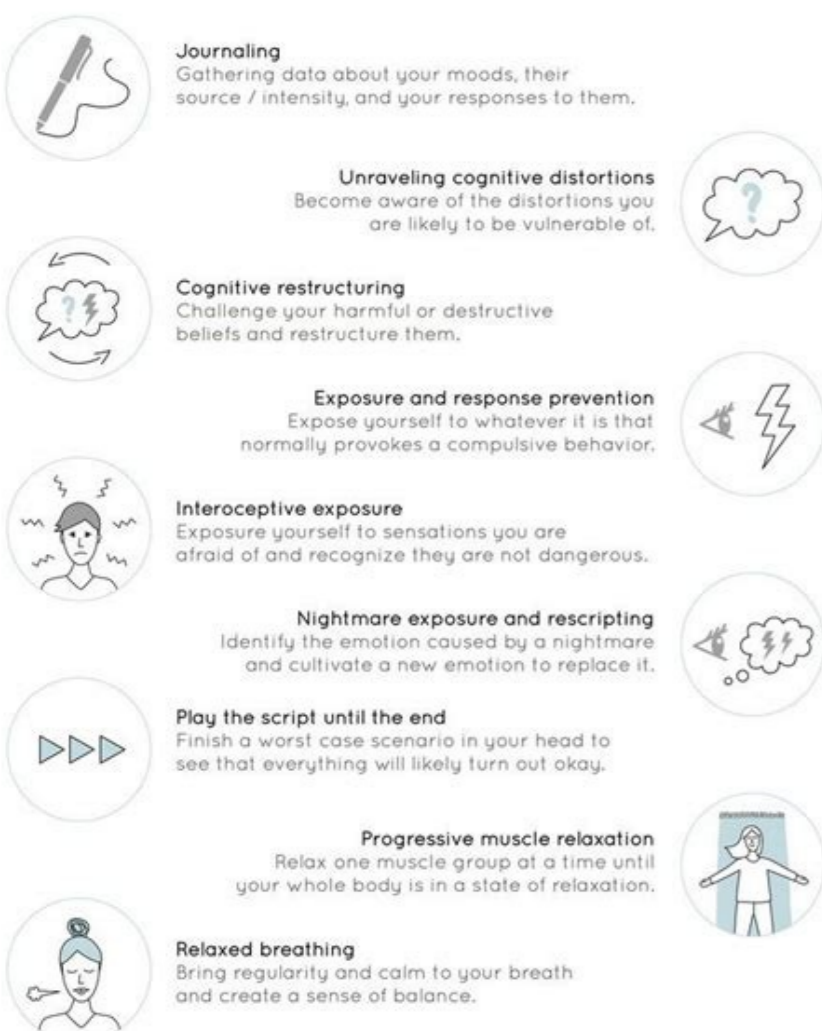 Journaling
Gathering data about your moods, their
source / intensity, and your responses to them.
Unraveling cognitive distortions
Become aware of the distortions you
are likely to be vulnerable of.
Cognitive restructuring
Challenge your harmful or destructive
beliefs and restructure them.
Exposure and response prevention
Expose yourself to whatever it is that
normally provokes a compulsive behavior.
Interoceptive exposure
Exposure yourself to sensations you are
afraid of and recognize they are not dangerous.
Nightmare exposure and rescripting
Identify the emotion caused by a nightmare
and cultivate a new emotion to replace it.
Play the script until the end
Finish a worst case scenario in your head to
see that everything will likely turn out okay.
Progressive muscle relaxation
Relax one muscle group at a time until
your whole body is in a state of relaxation.
Relaxed breathing
Bring regularity and calm to your breath
and create a sense of balance.